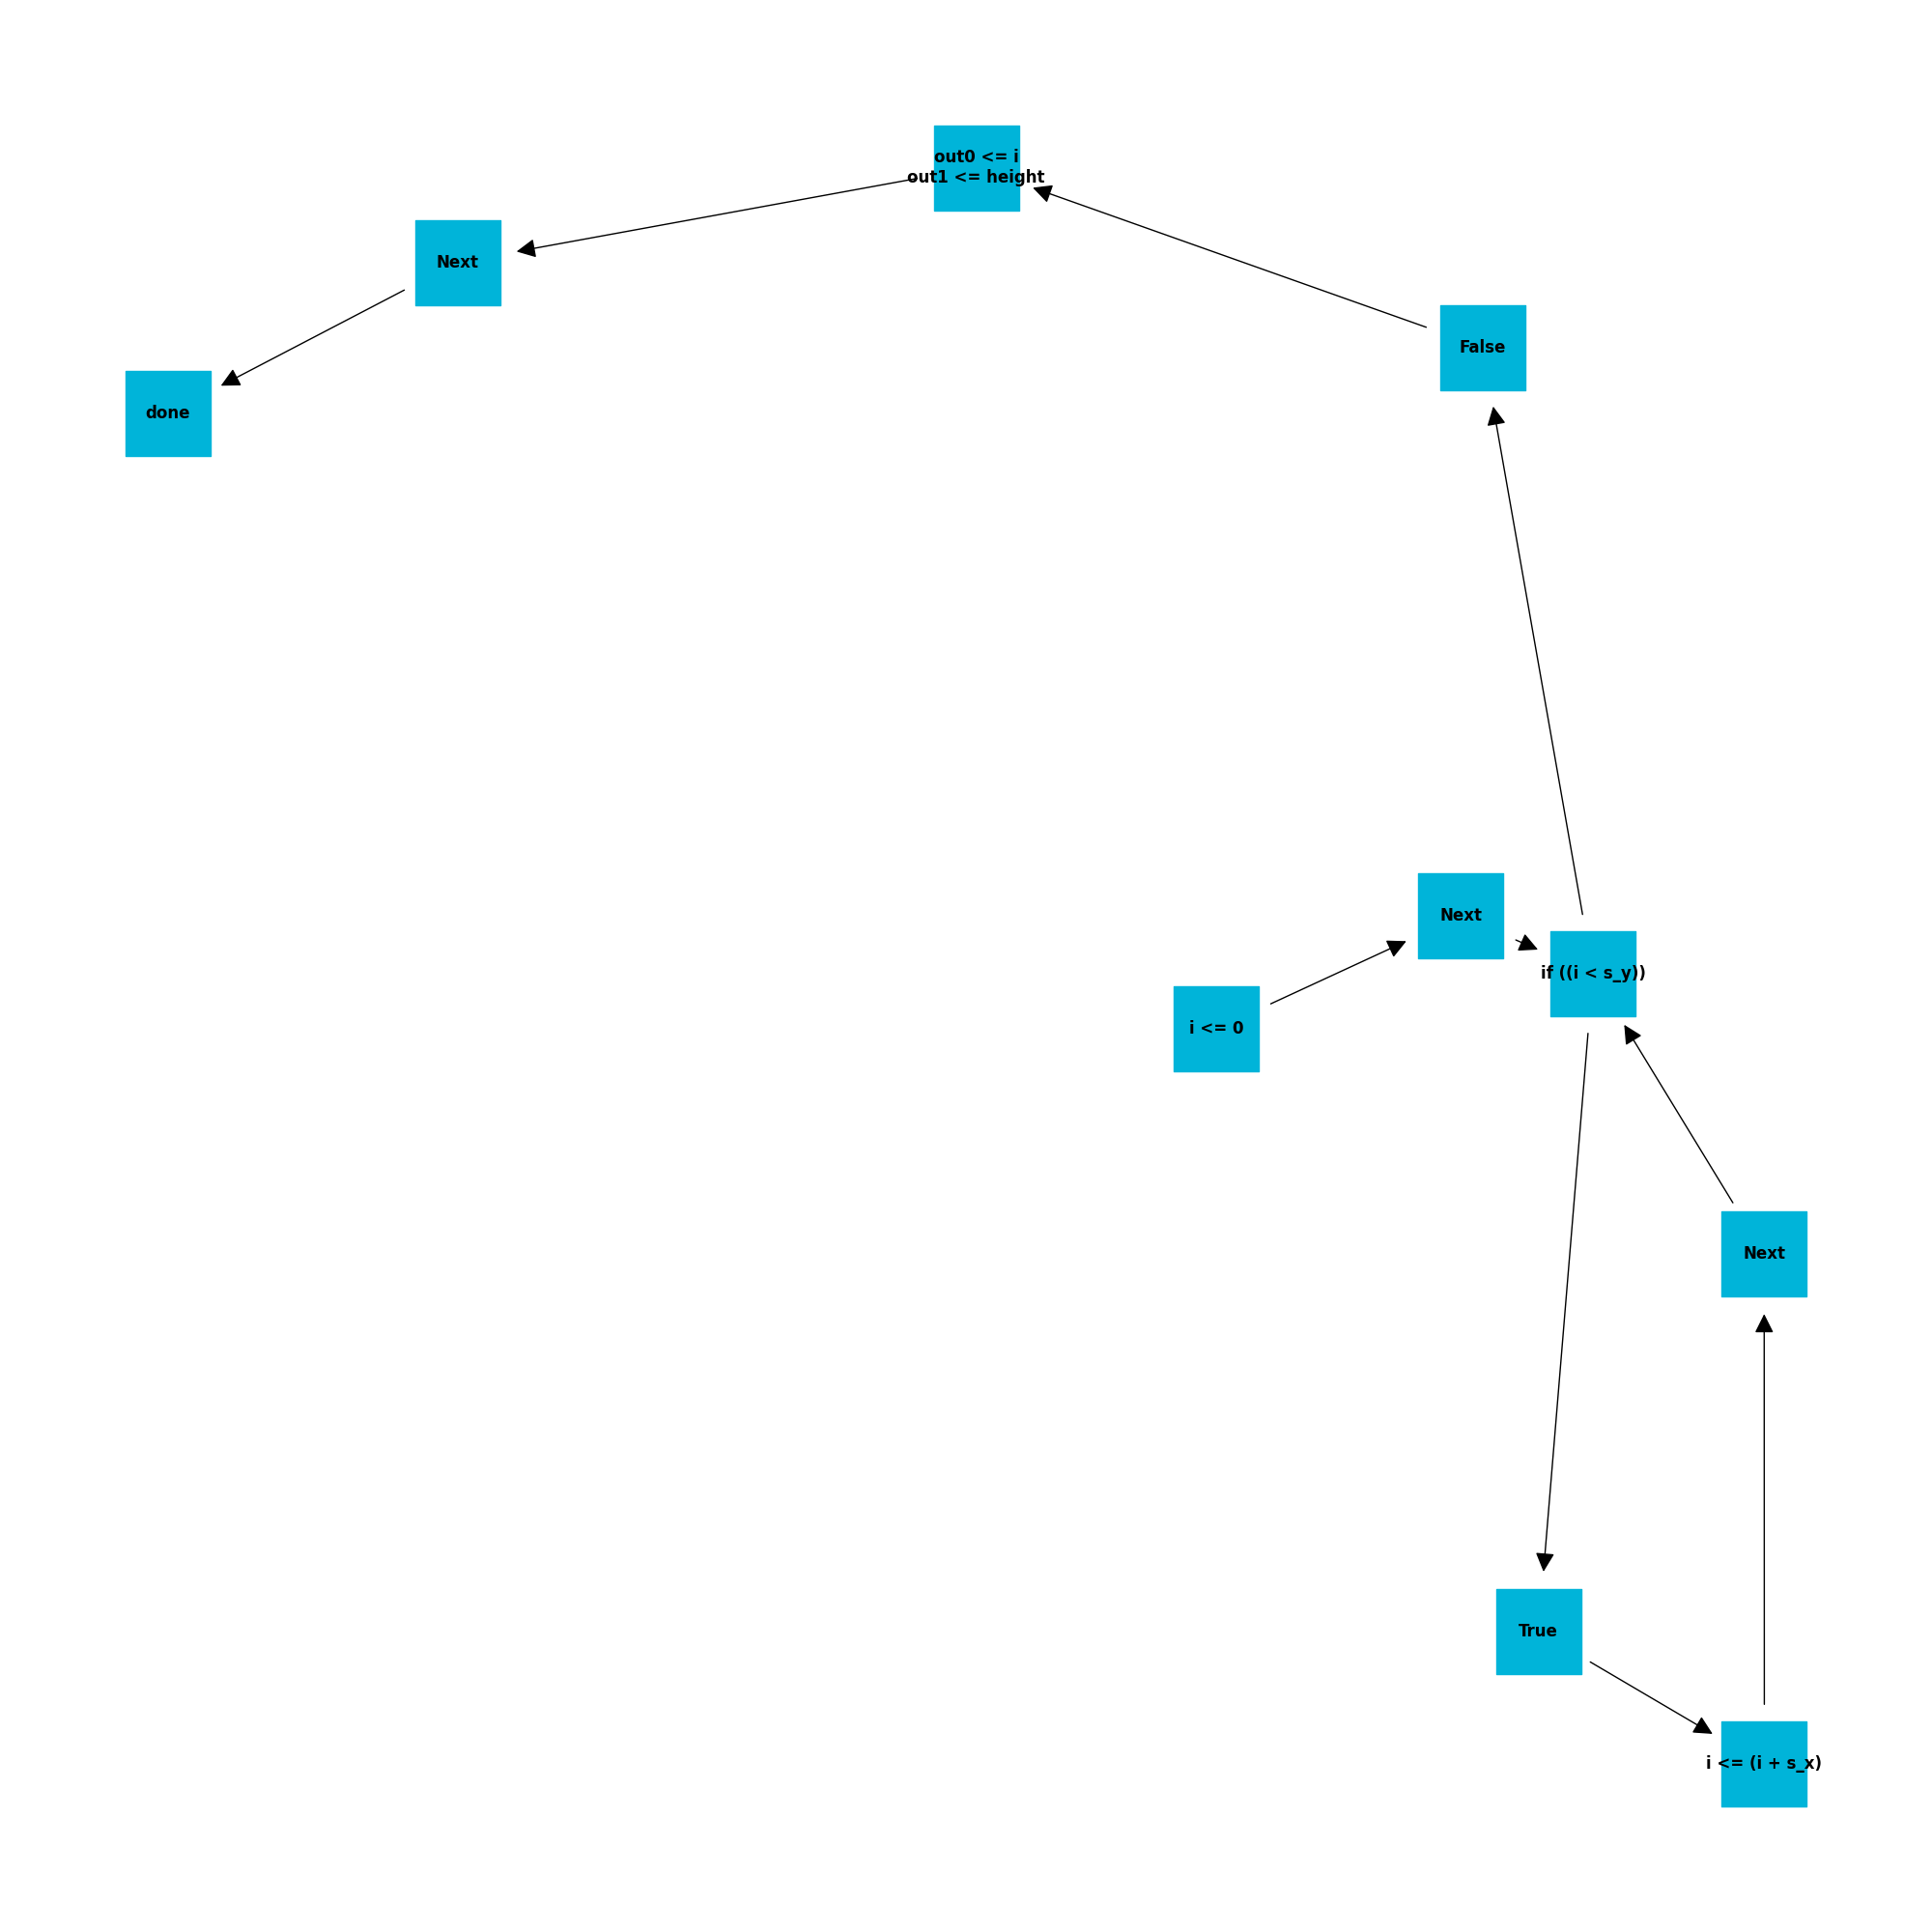 out0 <= i
out1 <= height
Next
False
done
Next
if ((i < s_y))
i <= 0
Next
True
i <= (i + s_x)